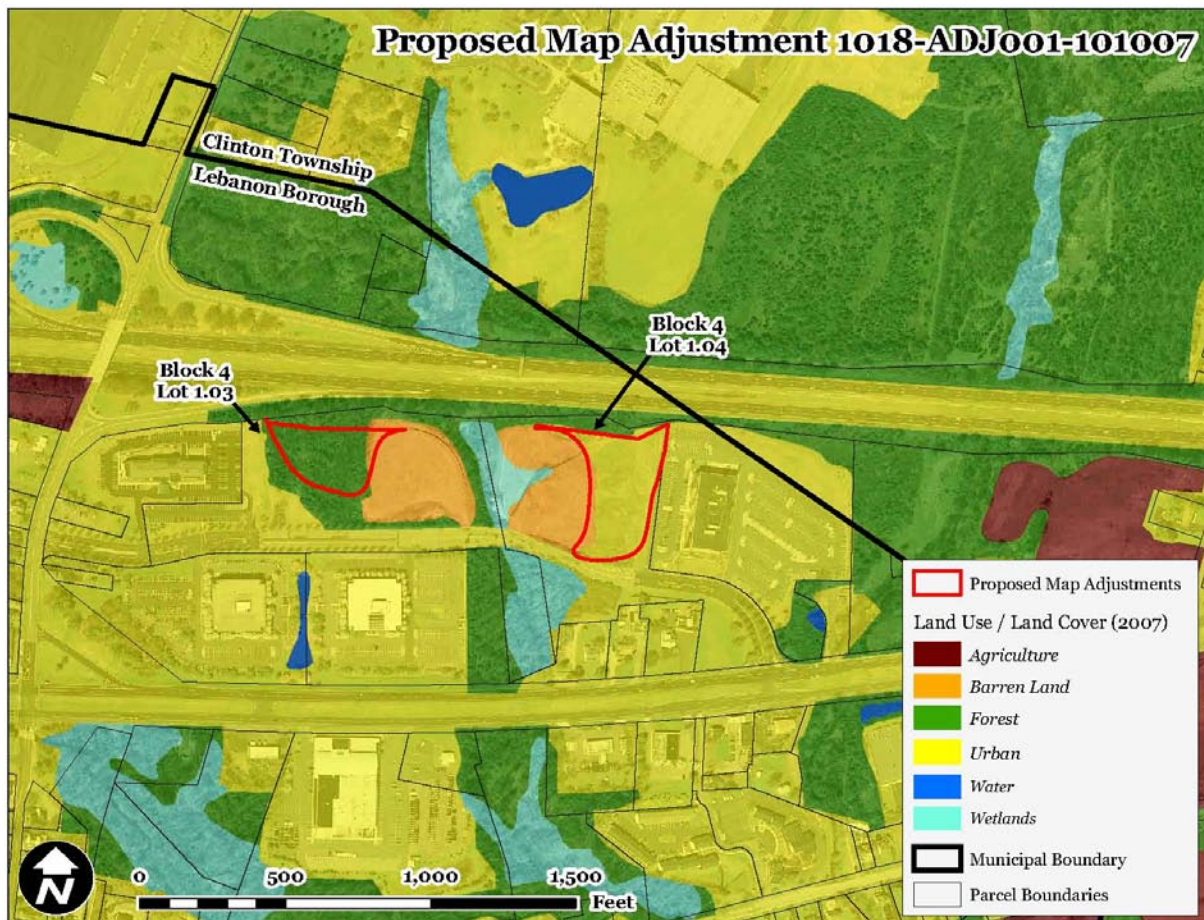 Proposed Map Adjustment 1018-ADJ001-101007
Clinton Township
Lebanon Borough
Block 4
Lot 1.04
Block 4
Lot 1.03
Proposed Map Adjustments
Land Use / Land Cover (2007)
Agriculture
Barren Land
Forest
Urban
Water
Wetlands
Municipal Boundary
Parcel Boundaries
N
0 500 1,000 1,500
Feet